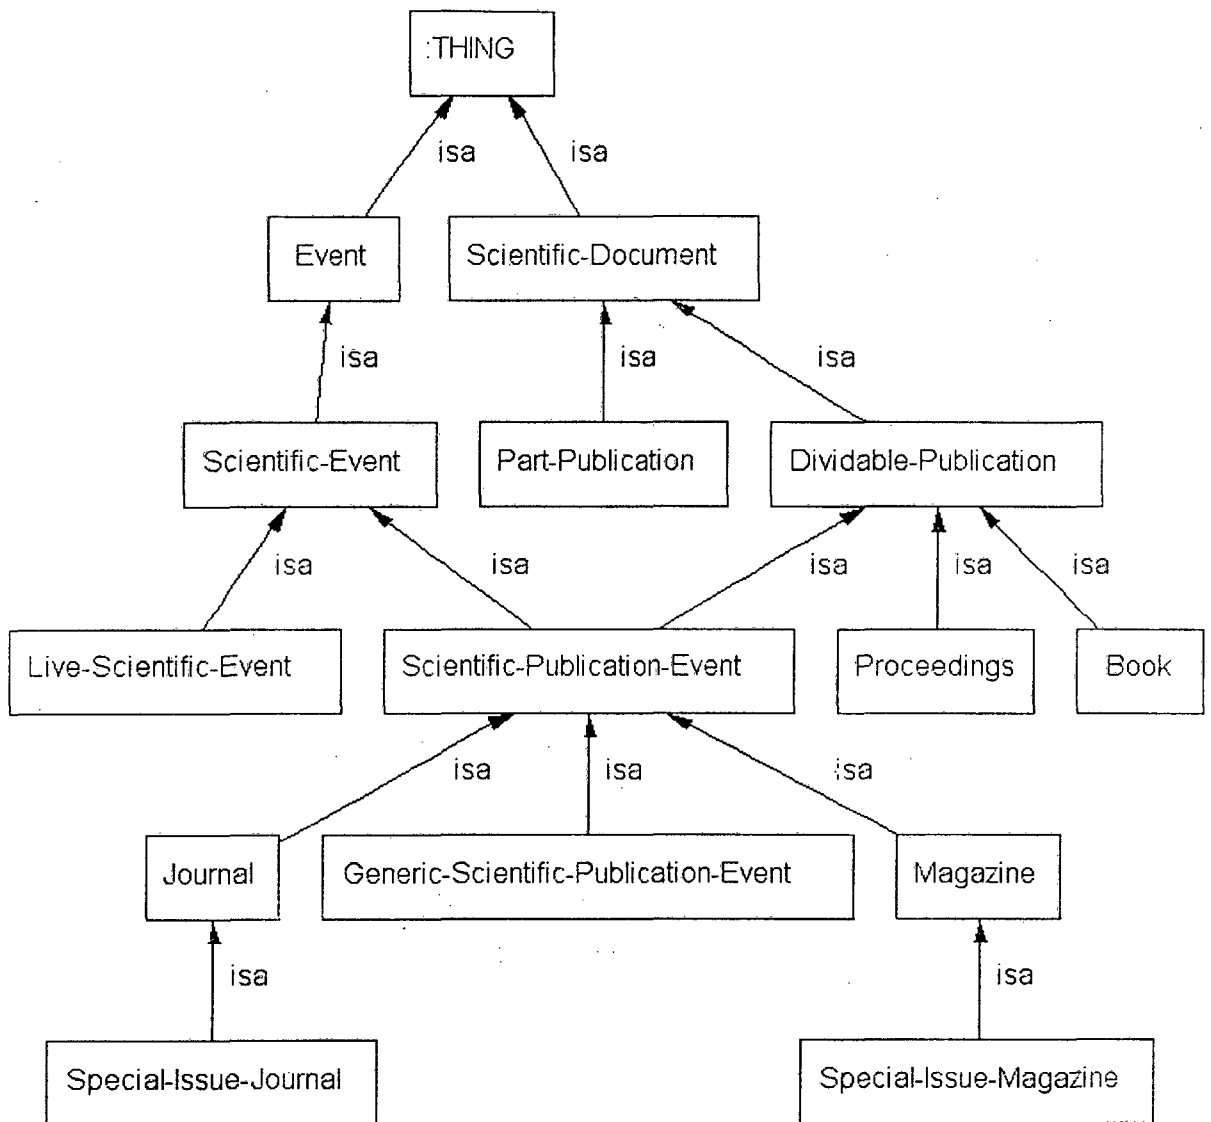 :THING
isa
isa
Event
Scientific-Document
isa
isa
isa
Scientific-Event
Part-Publication
Dividable-Publication
isa
isa
isa
isa
isa
Live-Scientific-Event
Scientific-Publication-Event
Proceedings
Book
isa
isa
isa
Journal
Generic-Scientific-Publication-Event
Magazine
isa
isa
Special-Issue-Journal
Special-Issue-Magazine